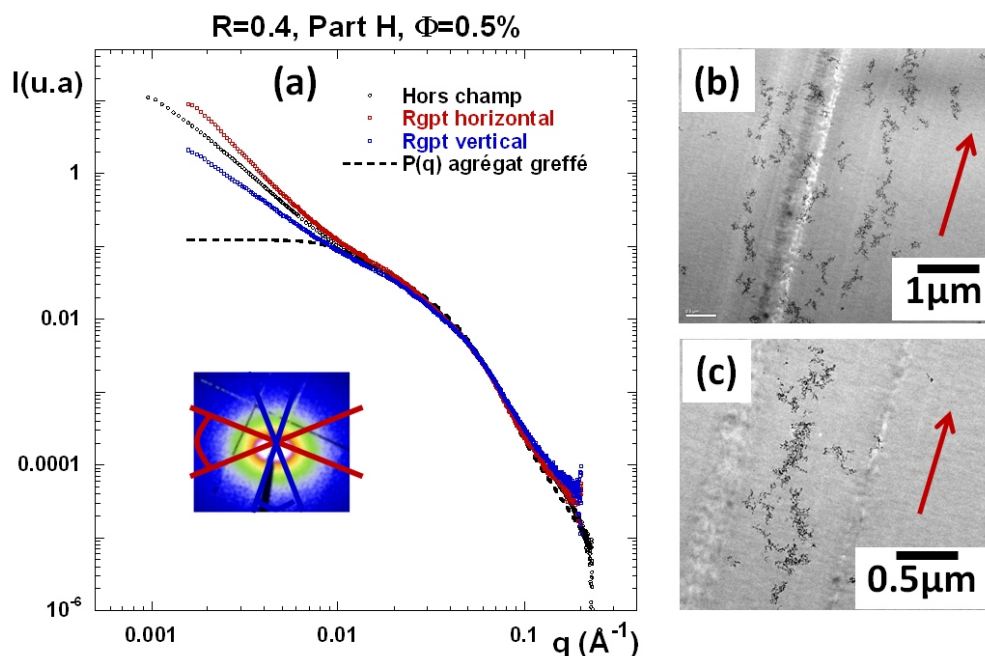 R=0.4, Part H, Φ=0.5%
I(u.a)
(a)
Hors champ
Rgpt horizontal
Rgpt vertical
P(q) agrégat greffé
1
0.01
0.0001
10⁻⁶
0.001
0.01
0.1
q (Å⁻¹)
(b)
1µm
(c)
0.5µm